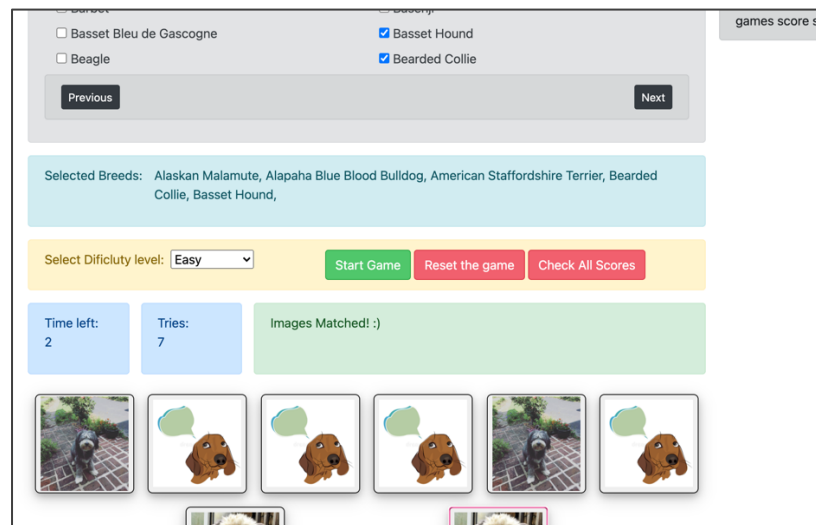 Basset Bleu de Gascogne
Basset Hound
games score s
Beagle
Bearded Collie
Previous
Next
Selected Breeds: Alaskan Malamute, Alapaha Blue Blood Bulldog, American Staffordshire Terrier, Bearded
Collie, Basset Hound,
Select Dificluty level: Easy
Start Game
Reset the game
Check All Scores
Time left:
2
Tries:
7
Images Matched! :)